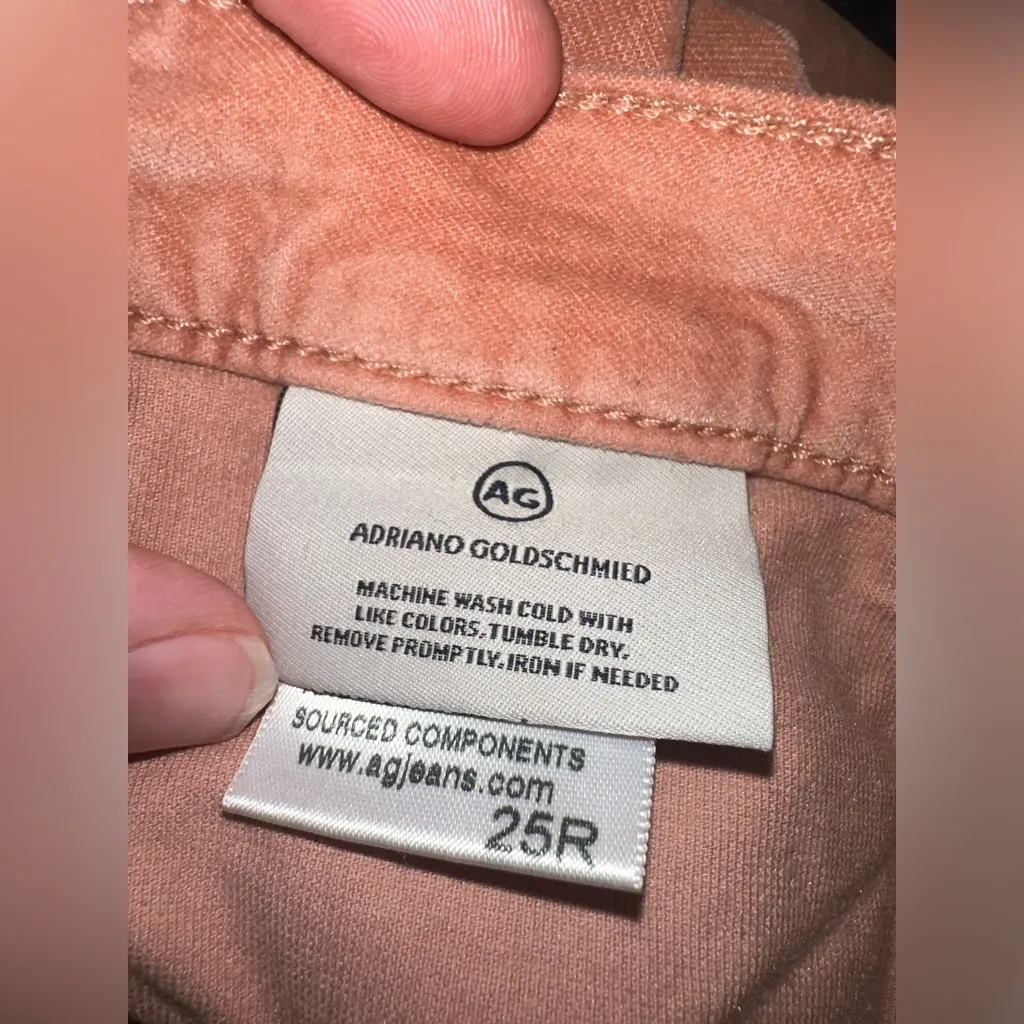 AG
ADRIANO GOLDSCHMIED
MACHINE WASH COLD WITH
LIKE COLORS. TUMBLE DRY.
REMOVE PROMPTLY. IRON IF NEEDED
SOURCED COMPONENTS
www.agjeans.com
25R